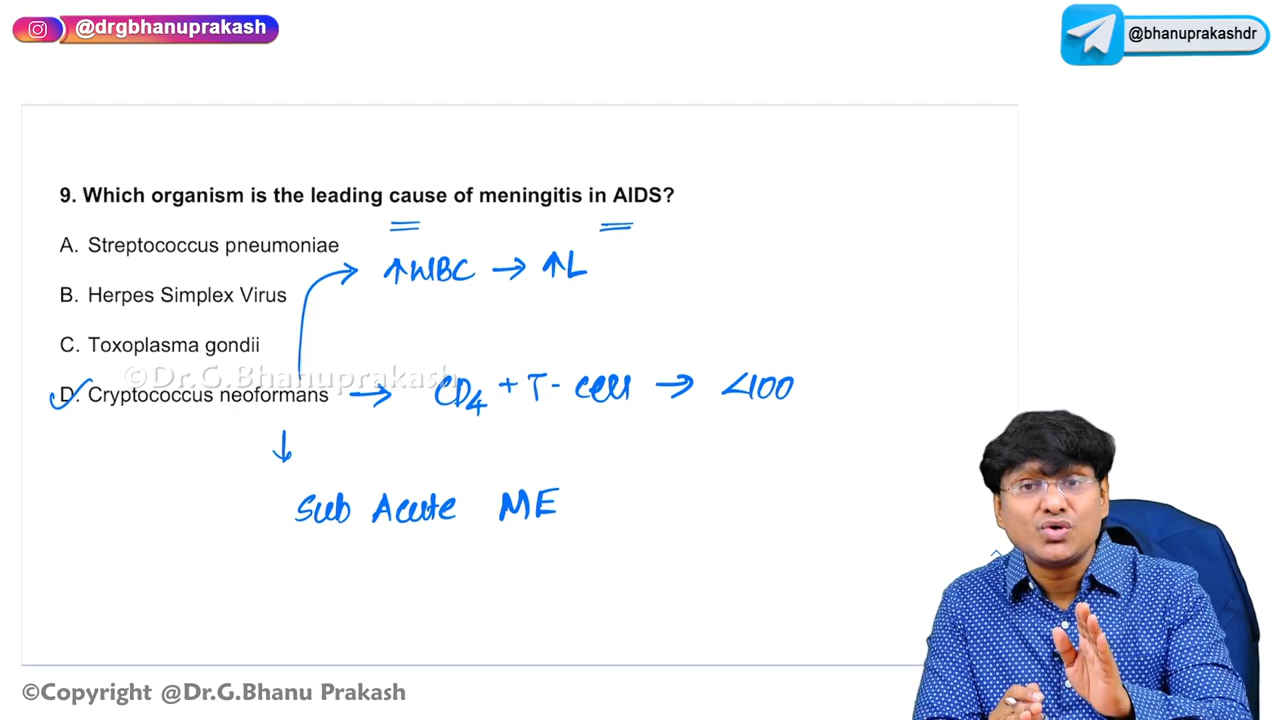 @drgbhanuprakash
@bhanuprakashdr
9. Which organism is the leading cause of meningitis in AIDS?
A. Streptococcus pneumoniae
↑WBC → ↑L
B. Herpes Simplex Virus
C. Toxoplasma gondii
©Dr.G.Bhanuprakash
D. Cryptococcus neoformans → CD4 + T- cell → <100
↓
Sub Acute ME
©Copyright @Dr.G.Bhanu Prakash